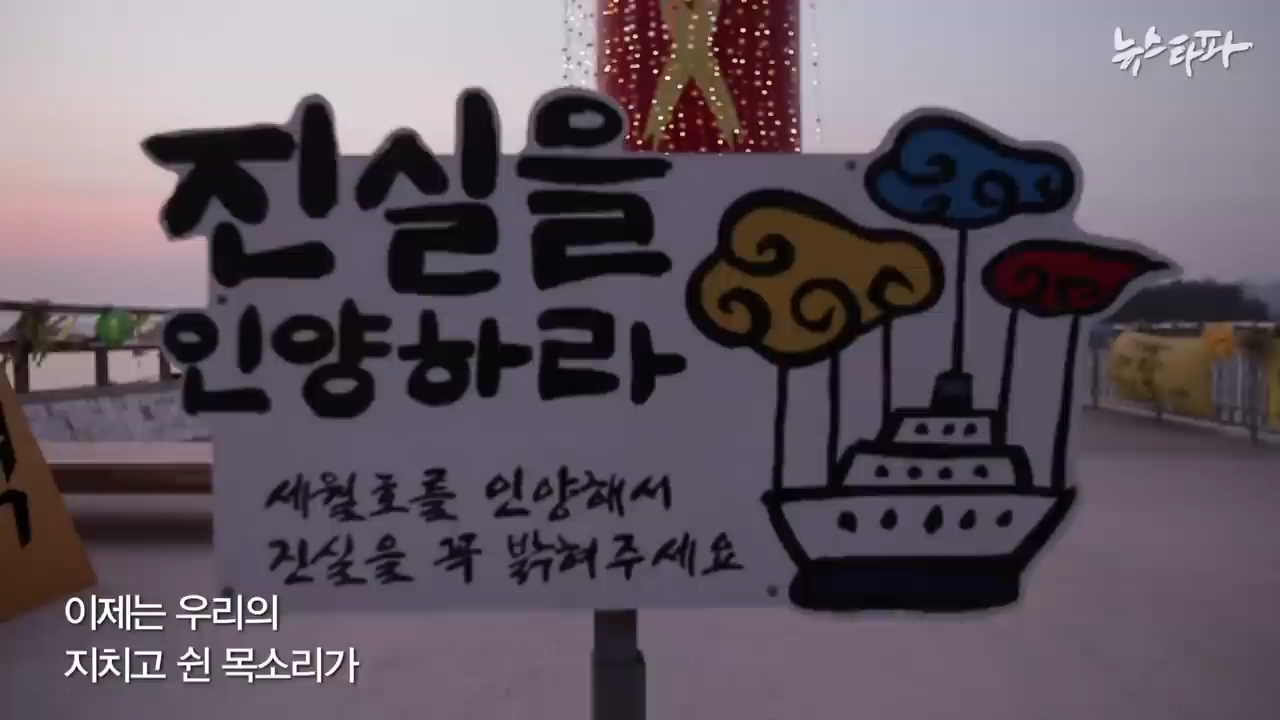 뉴스타파
진실을
인양하라
세월호를 인양해서
진실을 꼭 밝혀주세요
이제는 우리의
지치고 쉰 목소리가